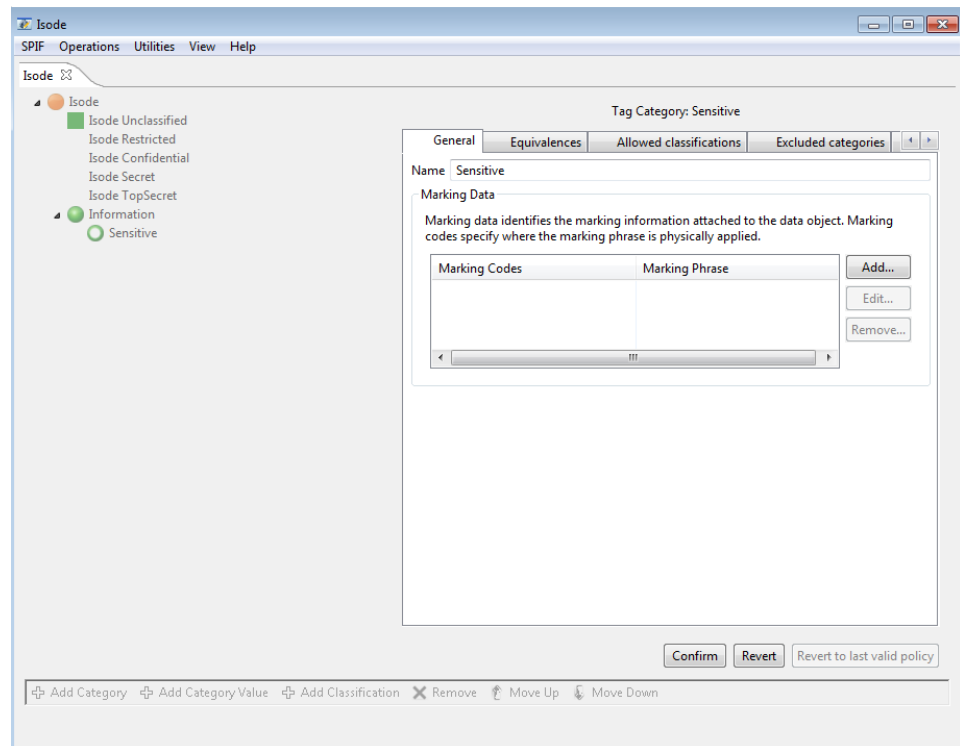 Isode
SPIF Operations Utilities View Help
Isode
Isode
Isode Unclassified
Isode Restricted
Isode Confidential
Isode Secret
Isode TopSecret
Information
Sensitive
Tag Category: Sensitive
General Equivalences Allowed classifications Excluded categories
Name Sensitive
Marking Data
Marking data identifies the marking information attached to the data object. Marking
codes specify where the marking phrase is physically applied.
Marking Codes Marking Phrase
Add...
Edit...
Remove...
Confirm Revert Revert to last valid policy
Add Category Add Category Value Add Classification Remove Move Up Move Down